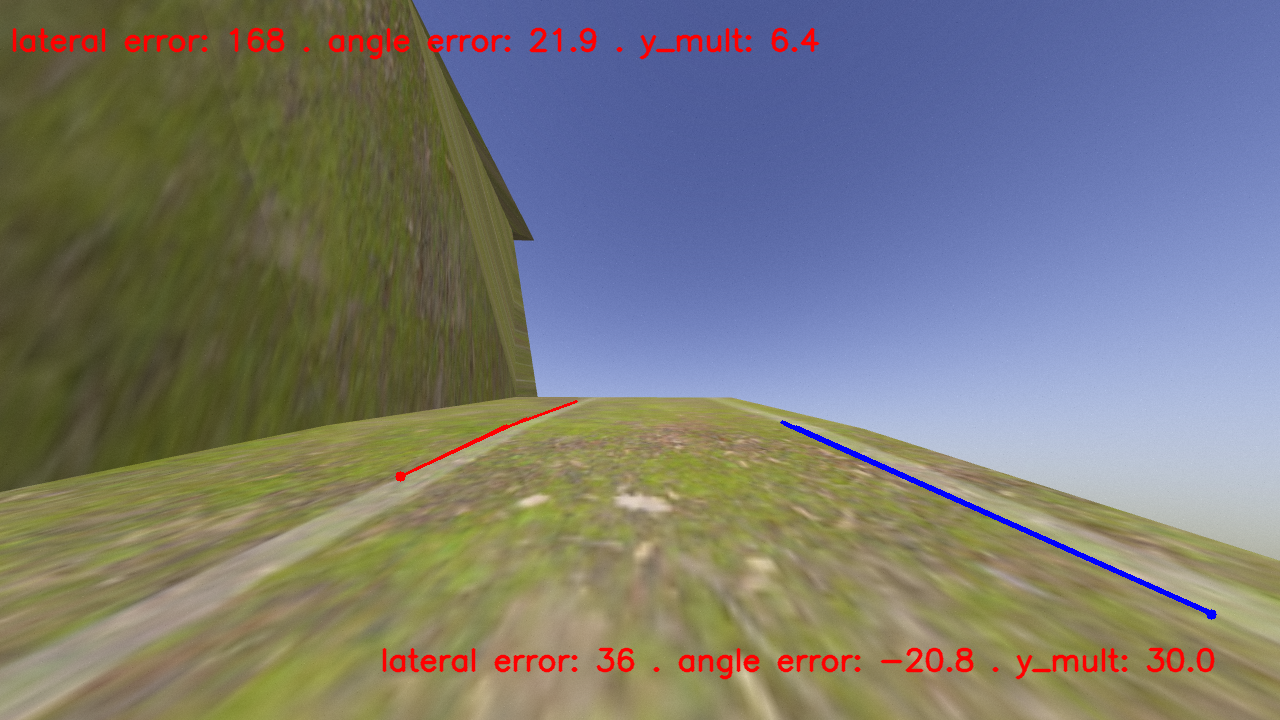 lateral error: 168 . angle error: 21.9 . y_mult: 6.4
lateral error: 36 . angle error: −20.8 . y_mult: 30.0